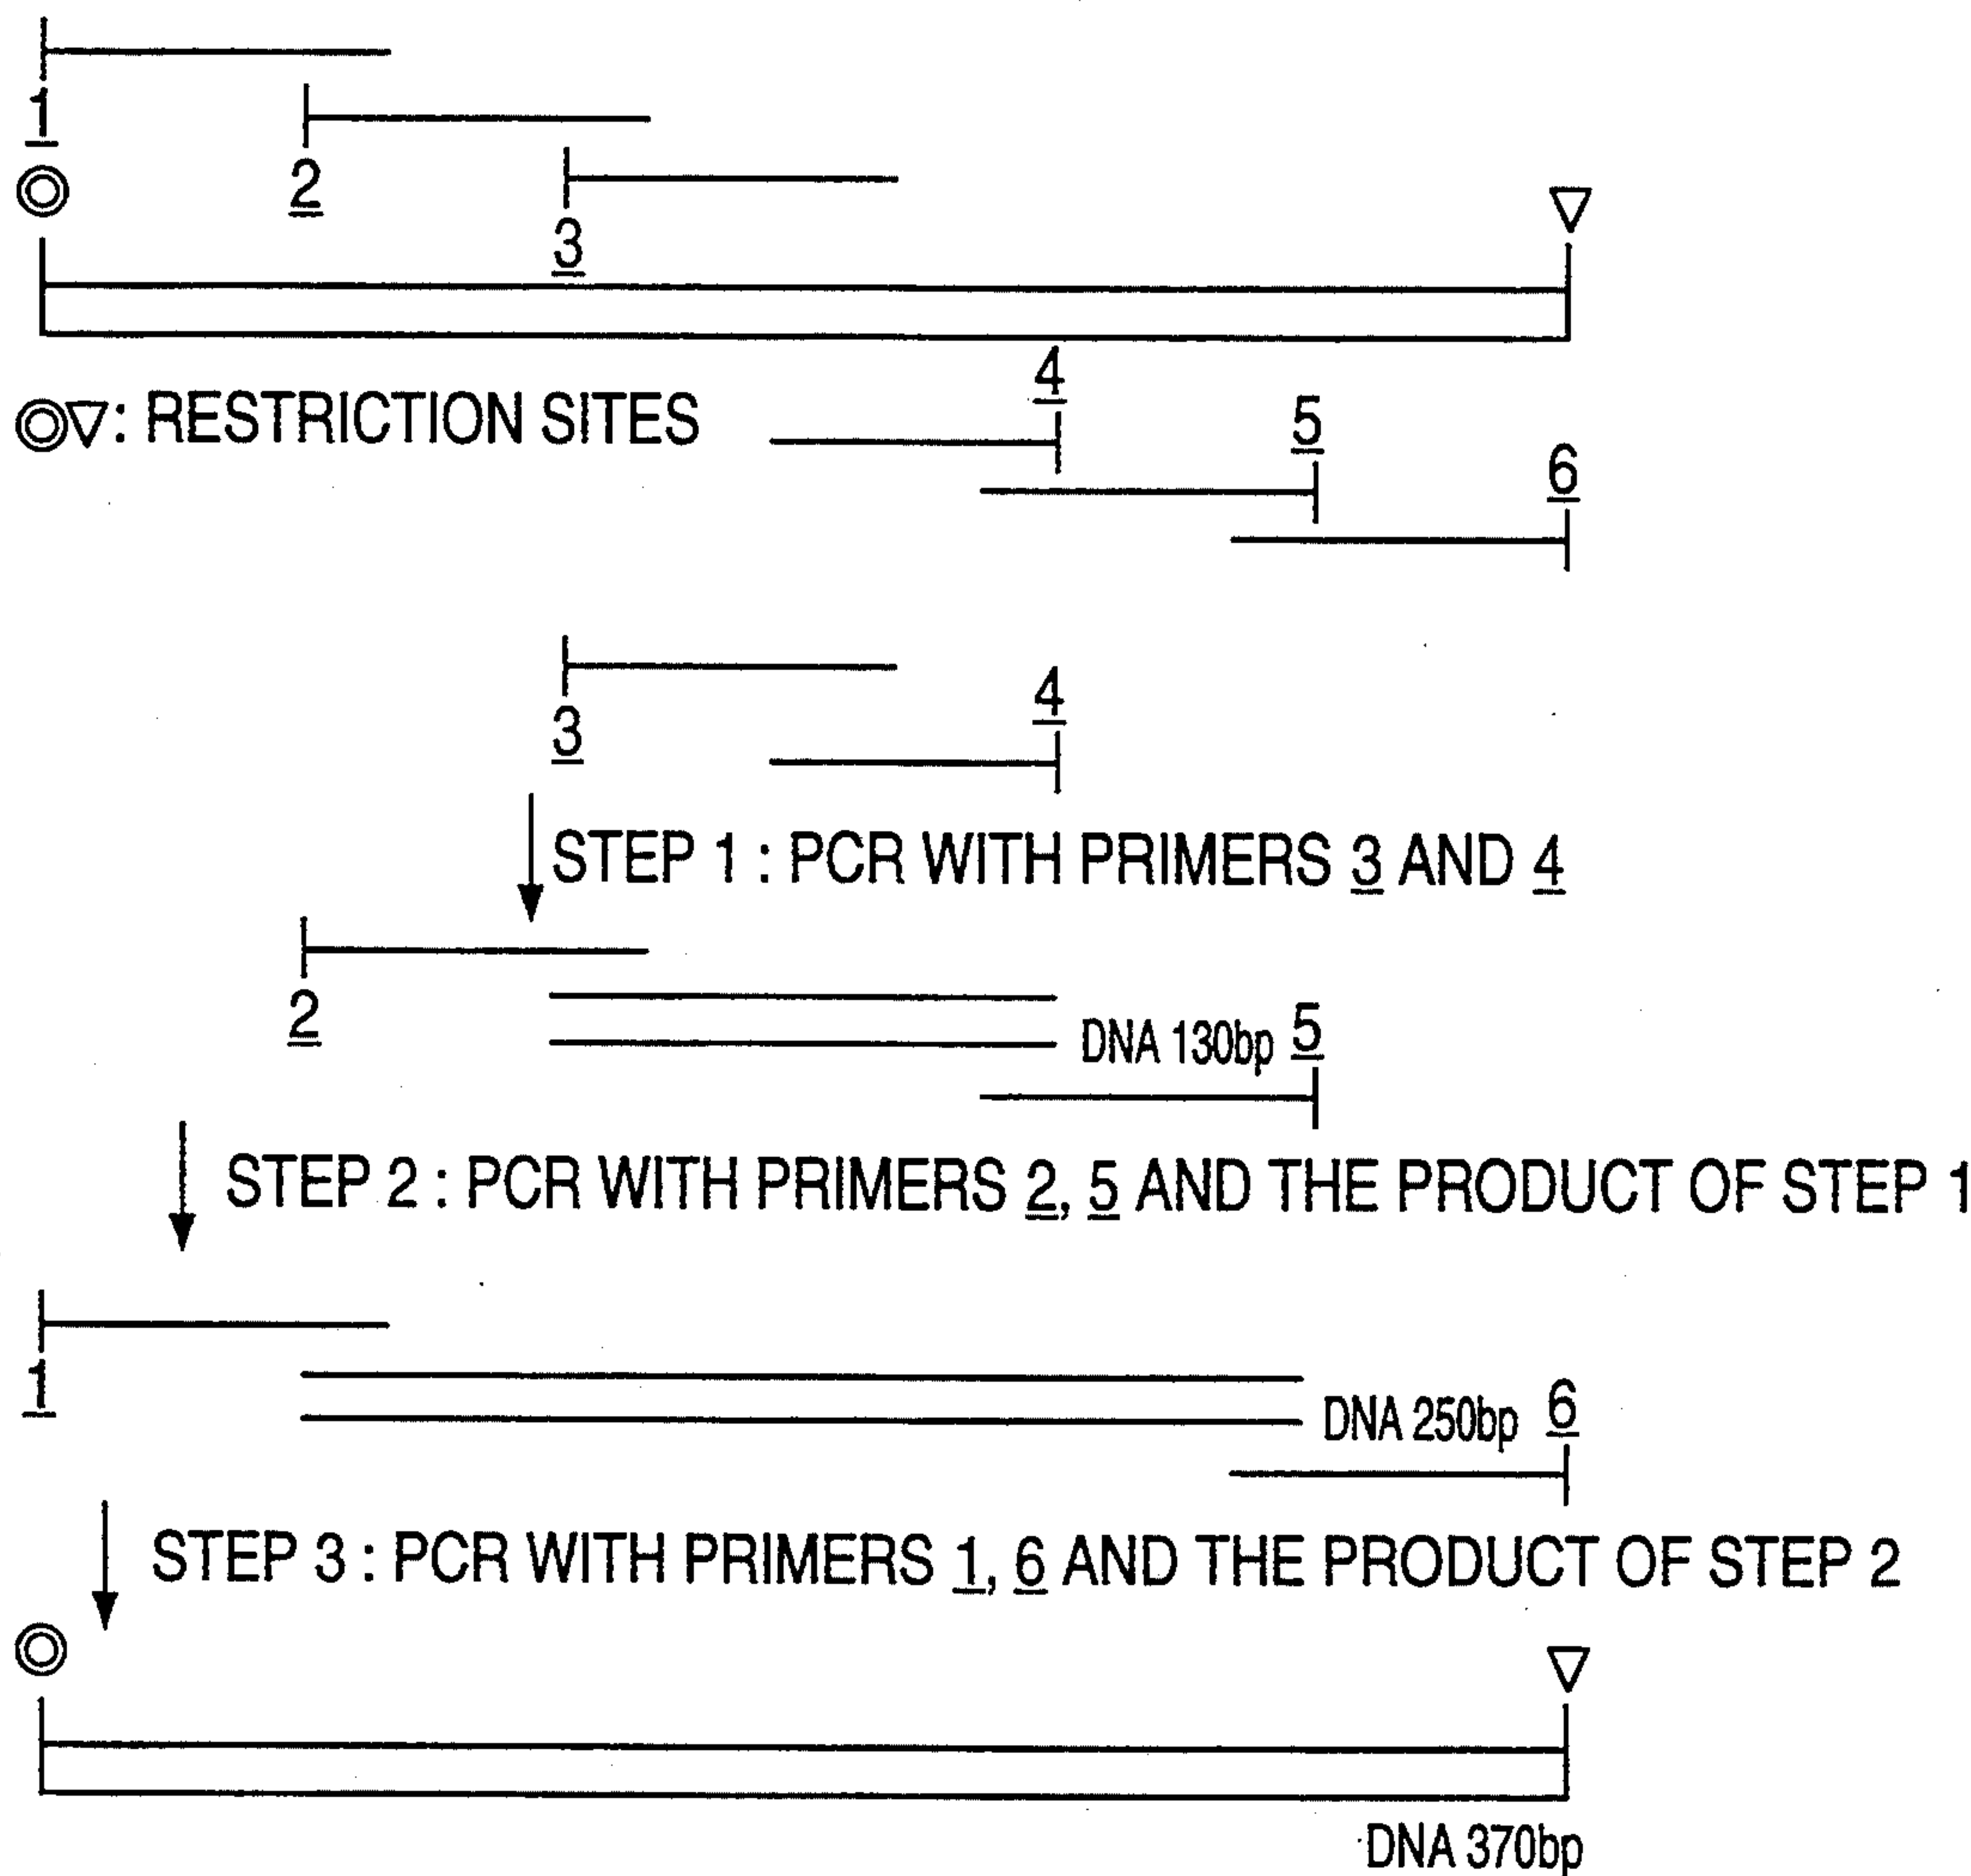 1
2
3
◎▽: RESTRICTION SITES
4
5
6
3
4
STEP 1 : PCR WITH PRIMERS 3 AND 4
2
DNA 130bp 5
STEP 2 : PCR WITH PRIMERS 2, 5 AND THE PRODUCT OF STEP 1
1
DNA 250bp 6
STEP 3 : PCR WITH PRIMERS 1, 6 AND THE PRODUCT OF STEP 2
DNA 370bp